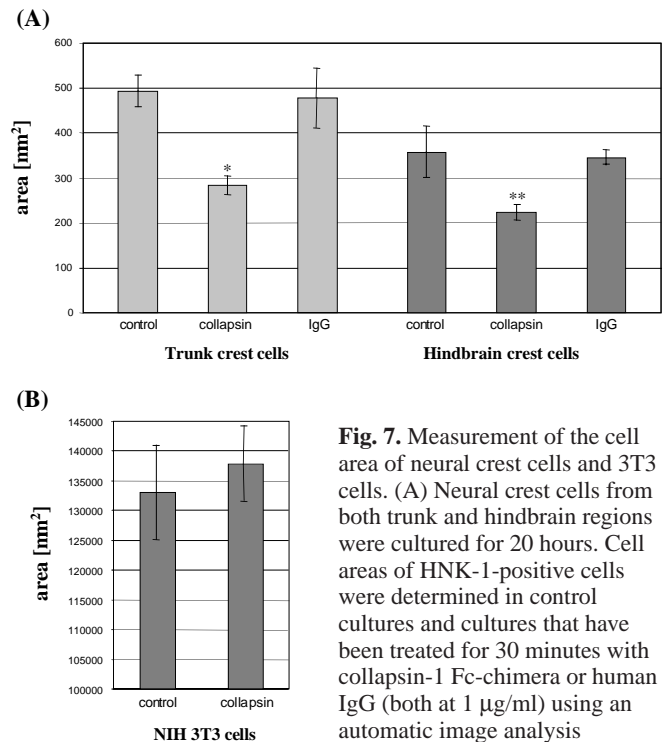 (A)
600
500
400
300
200
100
0
area [nm²]
*
**
control collapsin IgG control collapsin IgG
Trunk crest cells Hindbrain crest cells
(B)
145000
140000
135000
130000
125000
120000
115000
110000
105000
100000
area [nm²]
control collapsin
NIH 3T3 cells
Fig. 7. Measurement of the cell
area of neural crest cells and 3T3
cells. (A) Neural crest cells from
both trunk and hindbrain regions
were cultured for 20 hours. Cell
areas of HNK-1-positive cells
were determined in control
cultures and cultures that have
been treated for 30 minutes with
collapsin-1 Fc-chimera or human
IgG (both at 1 µg/ml) using an
automatic image analysis